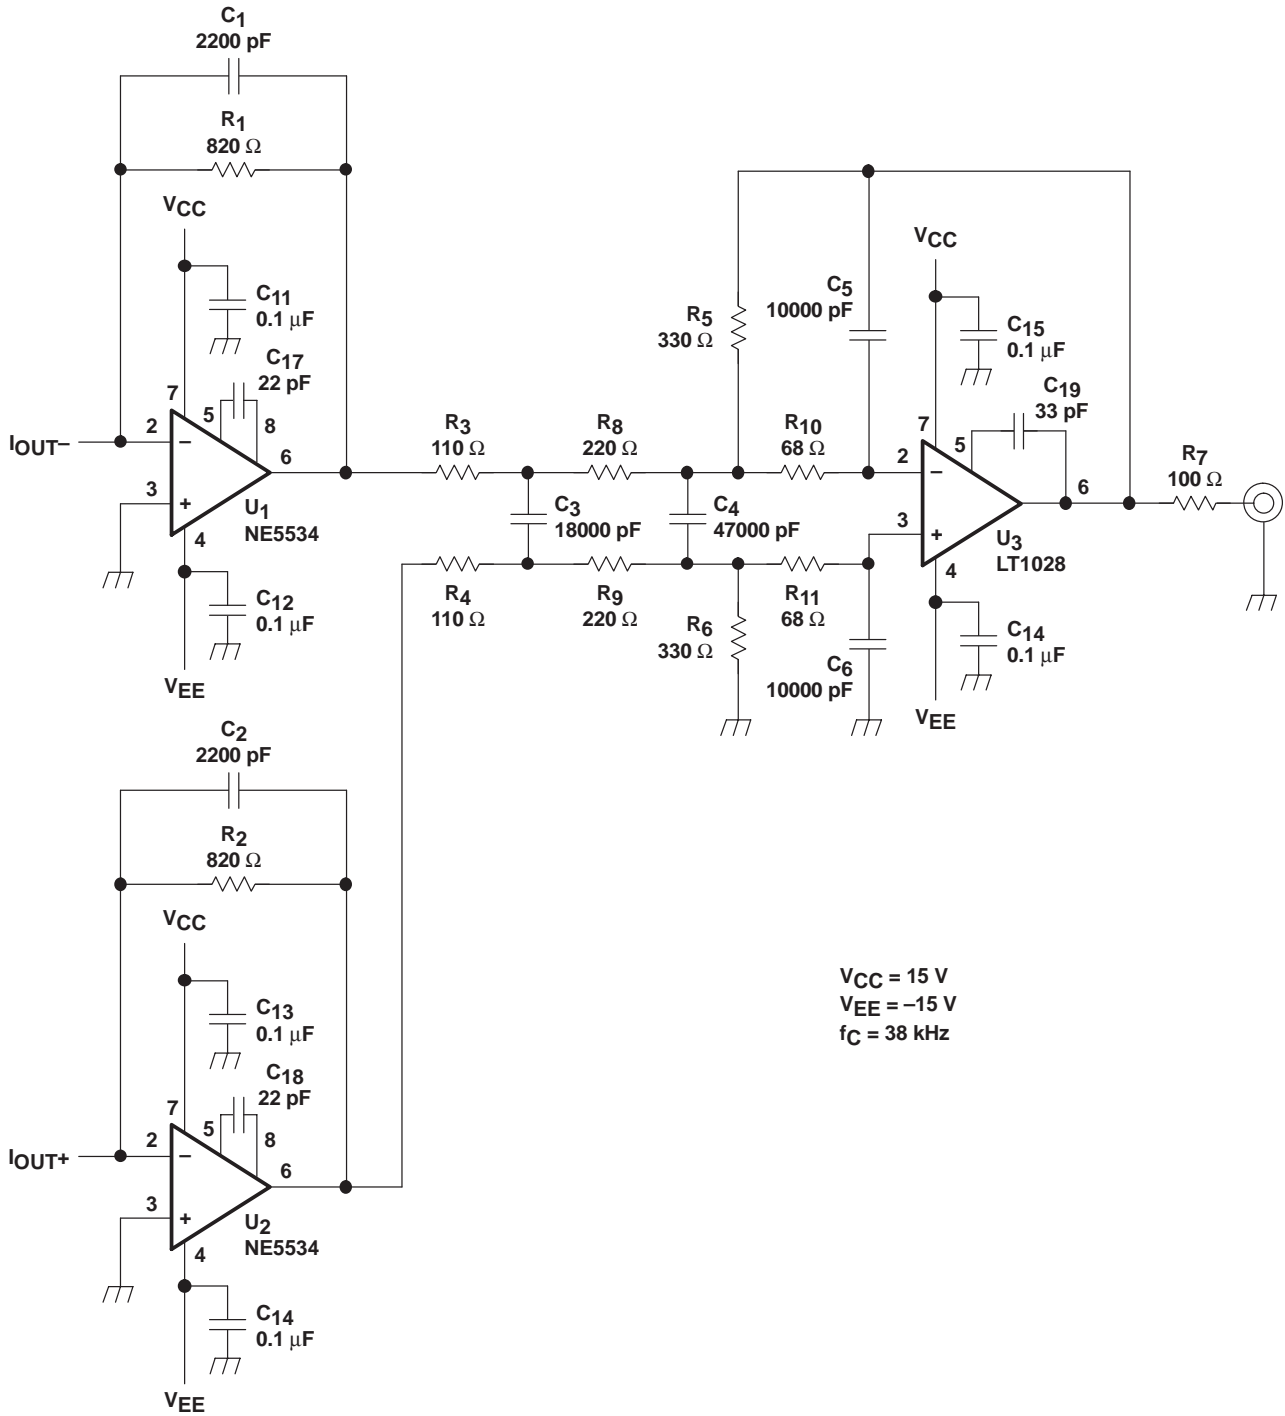 C1
2200 pF
R1
820 Ω
VCC
C11
0.1 μF
C17
22 pF
7
5
8
2
–
IOUT–
6
3
+
U1
NE5534
4
C12
0.1 μF
VEE
R3
110 Ω
R8
220 Ω
R10
68 Ω
C3
18000 pF
C4
47000 pF
R4
110 Ω
R9
220 Ω
R11
68 Ω
R5
330 Ω
C5
10000 pF
R6
330 Ω
C6
10000 pF
VCC
C15
0.1 μF
C19
33 pF
7
5
2
–
6
3
+
U3
LT1028
4
C14
0.1 μF
VEE
R7
100 Ω
C2
2200 pF
R2
820 Ω
VCC
C13
0.1 μF
C18
22 pF
7
5
8
2
–
IOUT+
6
3
+
U2
NE5534
4
C14
0.1 μF
VEE
VCC = 15 V
VEE = –15 V
fC = 38 kHz